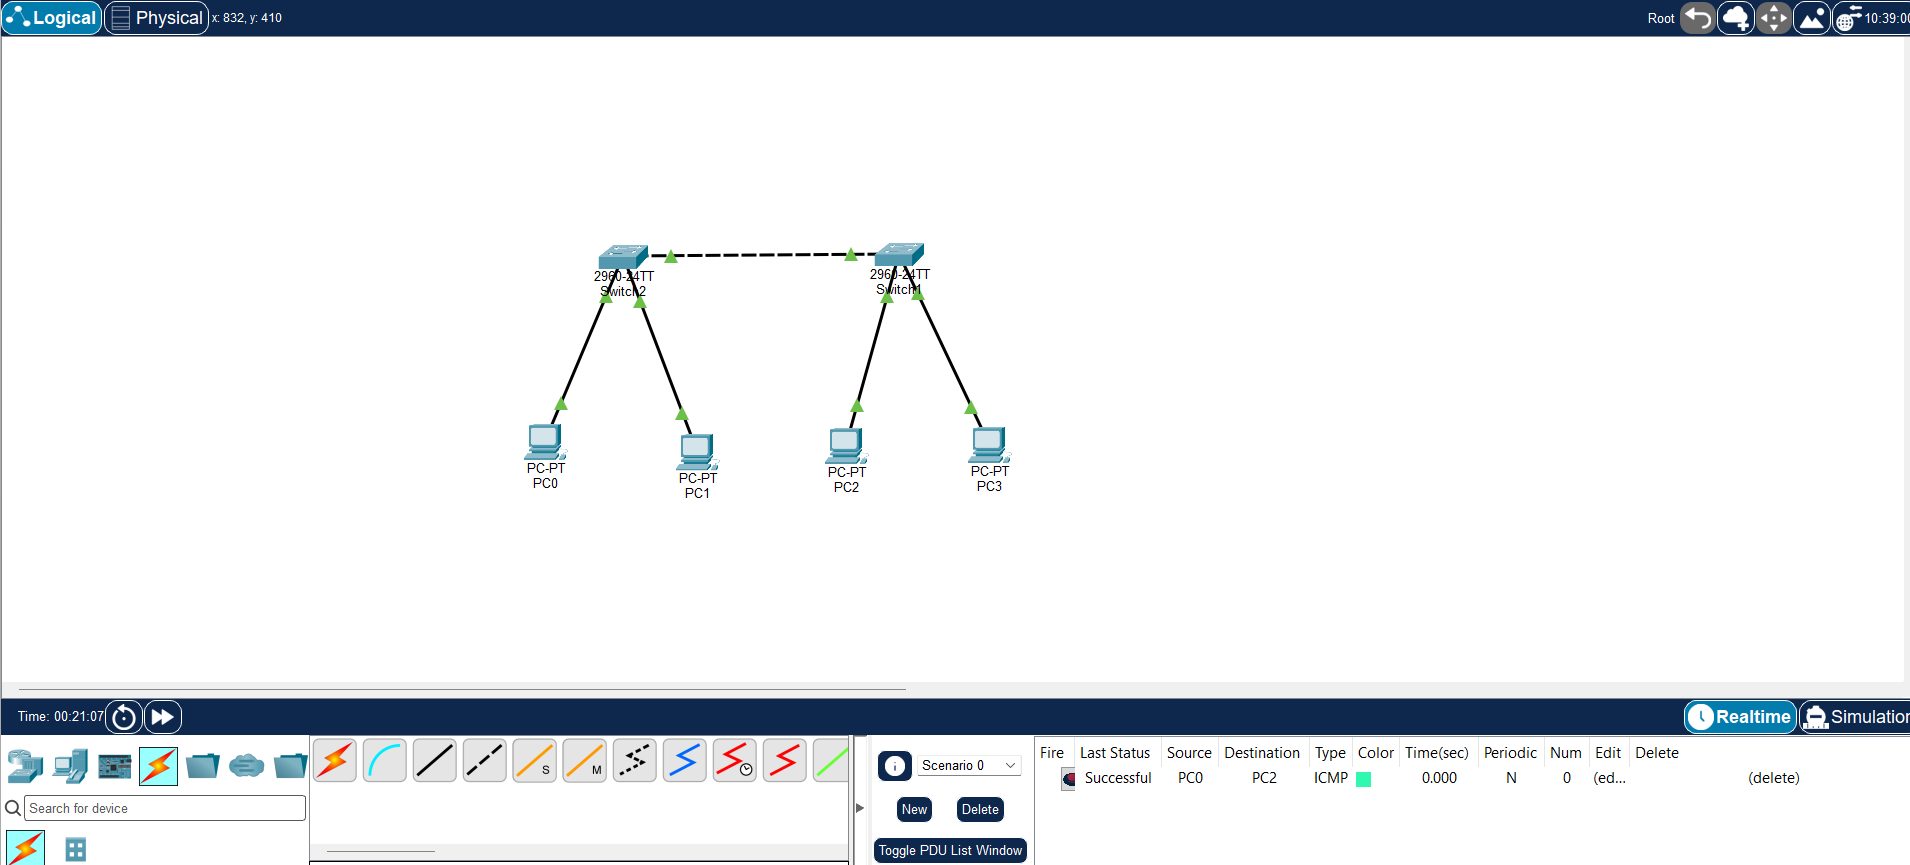 Logical Physical x: 832, y: 410 Root 10:39:00
2960-24TT
Switch2
2960-24TT
Switch1
PC-PT
PC0
PC-PT
PC1
PC-PT
PC2
PC-PT
PC3
Time: 00:21:07 Realtime Simulation
S M
Search for device
Scenario 0
New Delete
Toggle PDU List Window
Fire Last Status Source Destination Type Color Time(sec) Periodic Num Edit Delete
Successful PC0 PC2 ICMP 0.000 N 0 (ed... (delete)